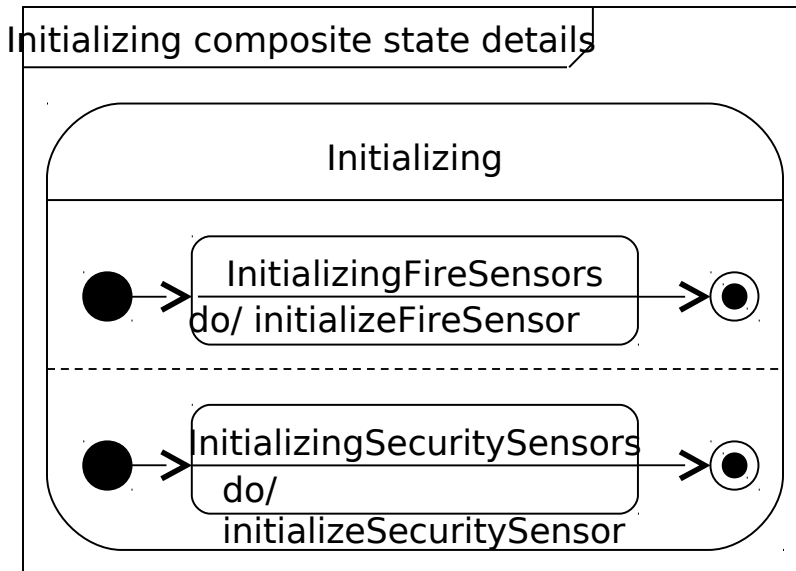 Initializing composite state details
Initializing
InitializingFireSensors
do/ initializeFireSensor
InitializingSecuritySensors
do/
initializeSecuritySensor